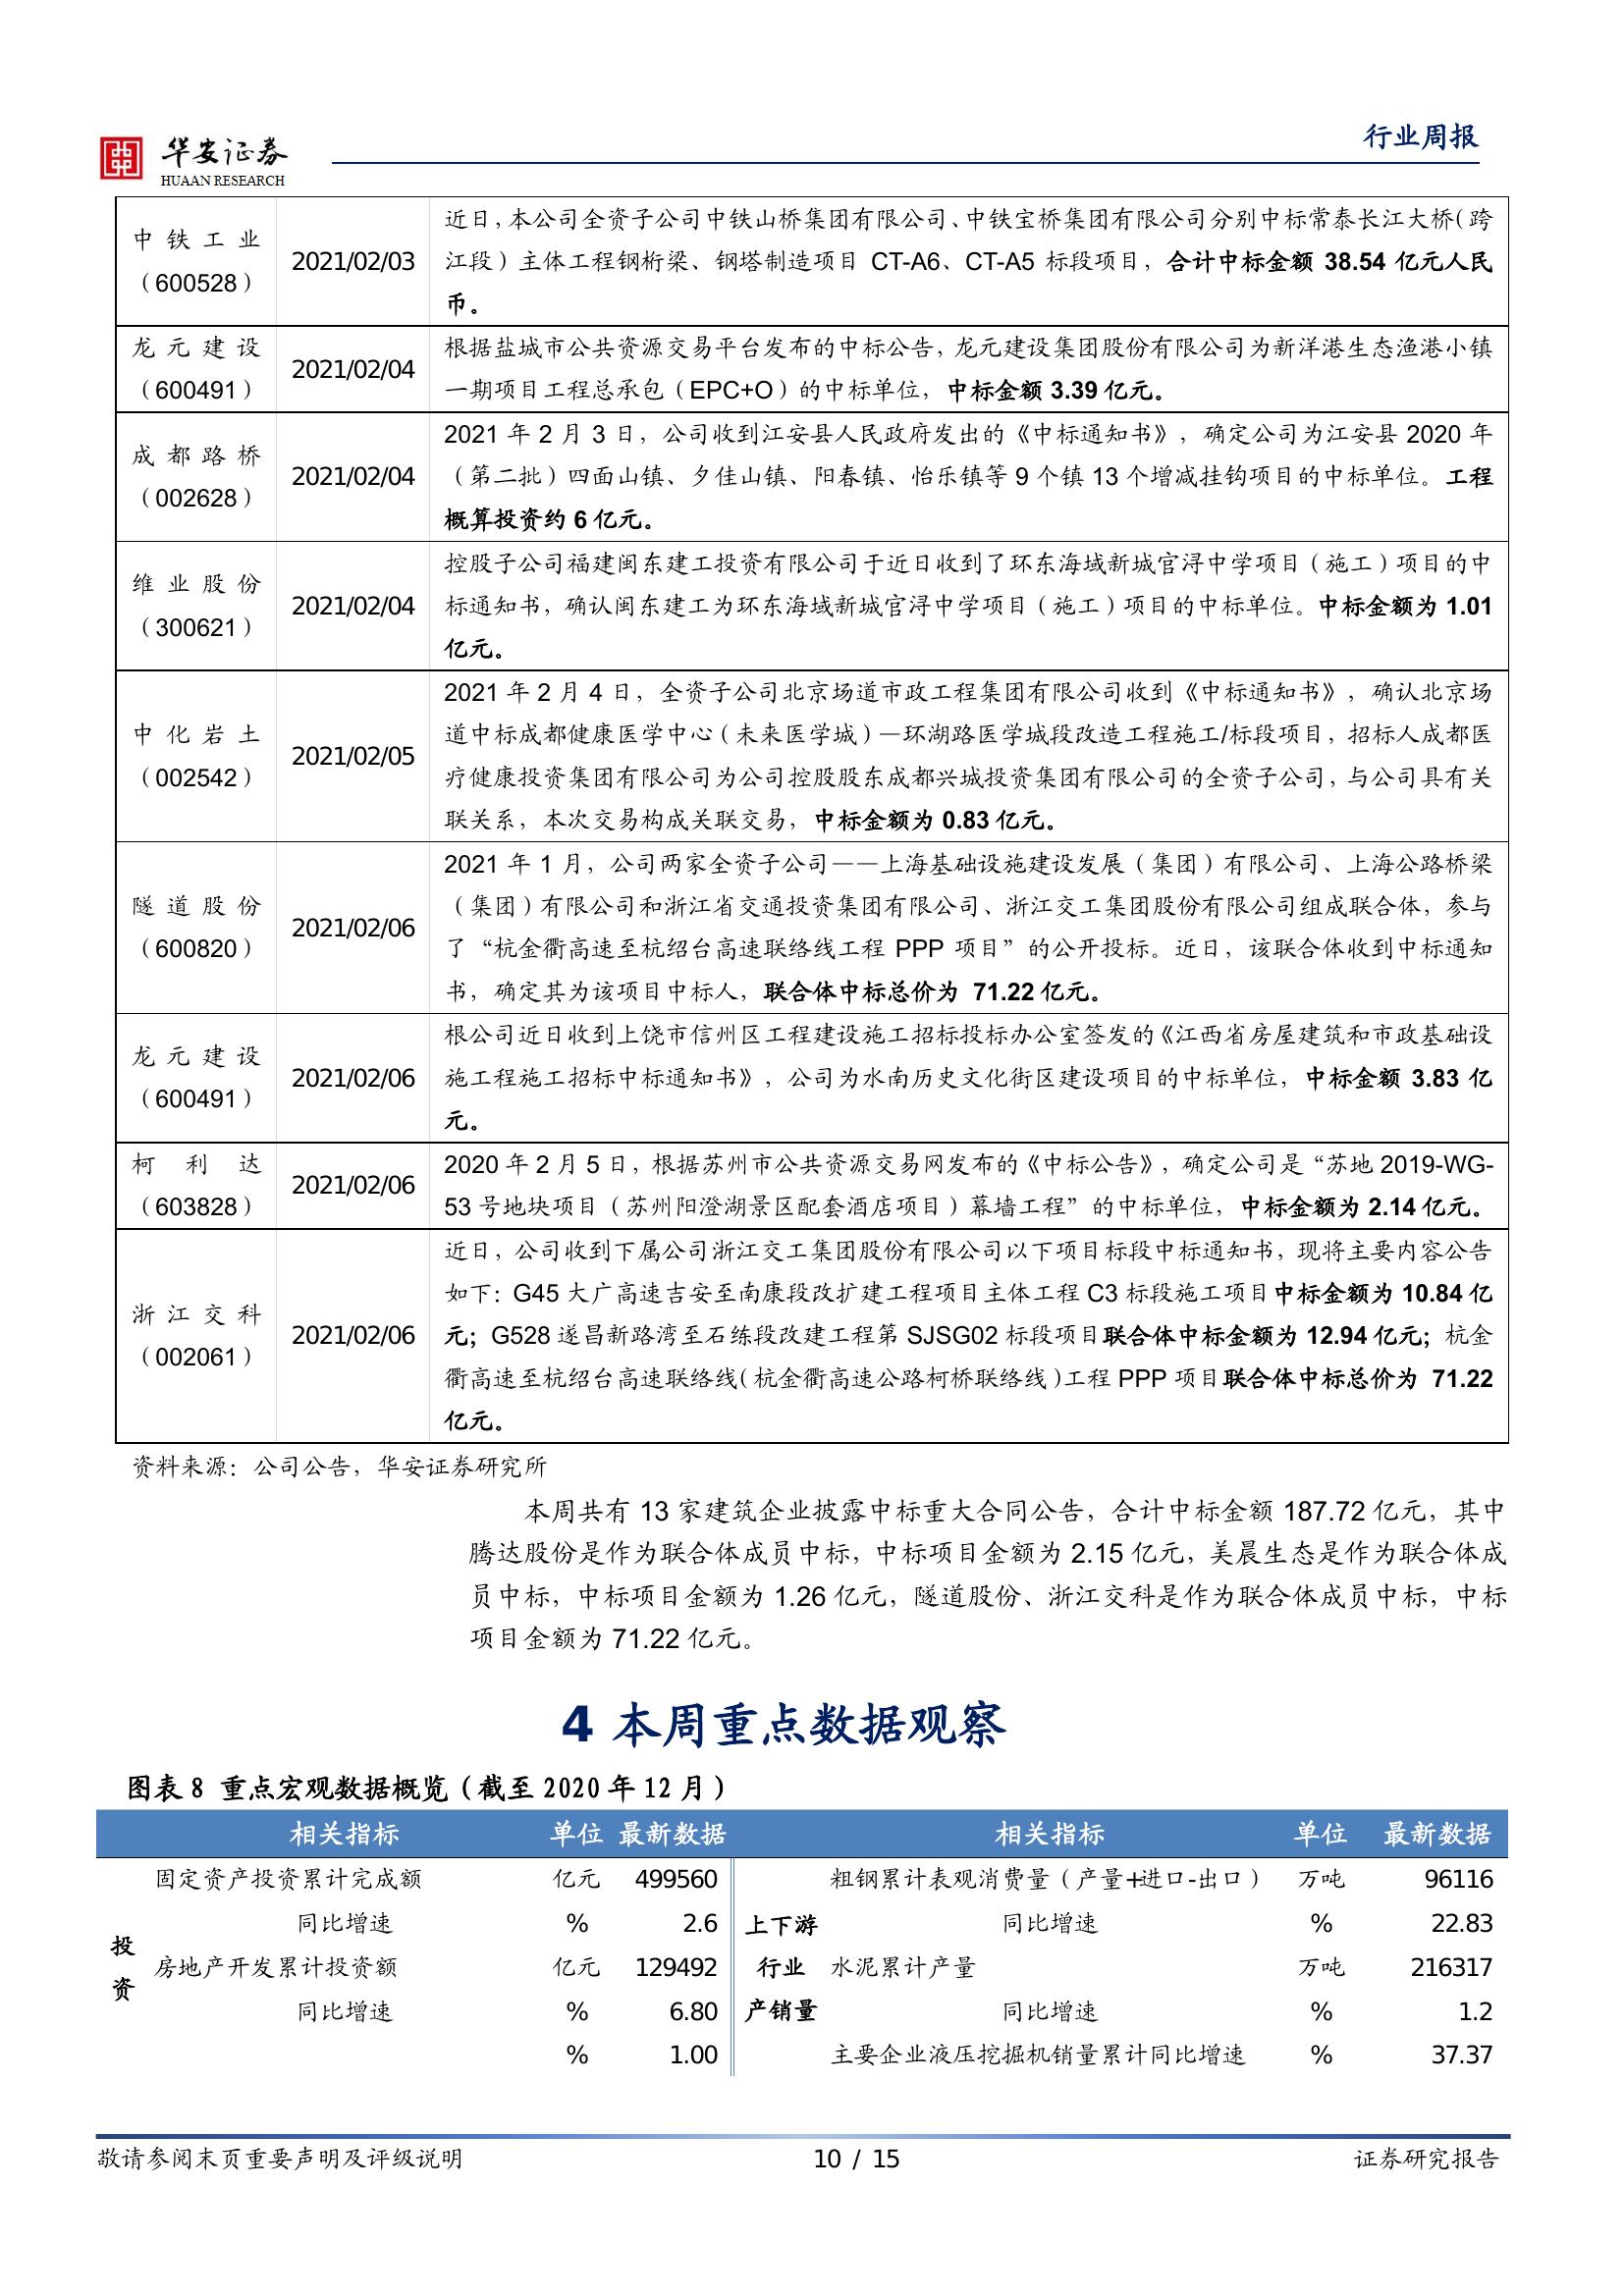 华安证券
HUAAN RESEARCH
行业周报
中铁工业
（600528）
2021/02/03
近日，本公司全资子公司中铁山桥集团有限公司、中铁宝桥集团有限公司分别中标常泰长江大桥（跨
江段）主体工程钢桁梁、钢塔制造项目 CT-A6、CT-A5 标段项目，合计中标金额 38.54 亿元人民
币。
龙元建设
（600491）
2021/02/04
根据盐城市公共资源交易平台发布的中标公告，龙元建设集团股份有限公司为新洋港生态渔港小镇
一期项目工程总承包（EPC+O）的中标单位，中标金额 3.39 亿元。
成都路桥
（002628）
2021/02/04
2021 年 2 月 3 日，公司收到江安县人民政府发出的《中标通知书》，确定公司为江安县 2020 年
（第二批）四面山镇、夕佳山镇、阳春镇、怡乐镇等 9 个镇 13 个增减挂钩项目的中标单位。工程
概算投资约 6 亿元。
维业股份
（300621）
2021/02/04
控股子公司福建闽东建工投资有限公司于近日收到了环东海域新城官浔中学项目（施工）项目的中
标通知书，确认闽东建工为环东海域新城官浔中学项目（施工）项目的中标单位。中标金额为 1.01
亿元。
中化岩土
（002542）
2021/02/05
2021 年 2 月 4 日，全资子公司北京场道市政工程集团有限公司收到《中标通知书》，确认北京场
道中标成都健康医学中心（未来医学城）—环湖路医学城段改造工程施工/标段项目，招标人成都医
疗健康投资集团有限公司为公司控股股东成都兴城投资集团有限公司的全资子公司，与公司具有关
联关系，本次交易构成关联交易，中标金额为 0.83 亿元。
隧道股份
（600820）
2021/02/06
2021 年 1 月，公司两家全资子公司——上海基础设施建设发展（集团）有限公司、上海公路桥梁
（集团）有限公司和浙江省交通投资集团有限公司、浙江交工集团股份有限公司组成联合体，参与
了“杭金衢高速至杭绍台高速联络线工程 PPP 项目”的公开投标。近日，该联合体收到中标通知
书，确定其为该项目中标人，联合体中标总价为 71.22 亿元。
龙元建设
（600491）
2021/02/06
根公司近日收到上饶市信州区工程建设施工招标投标办公室签发的《江西省房屋建筑和市政基础设
施工程施工招标中标通知书》，公司为水南历史文化街区建设项目的中标单位，中标金额 3.83 亿
元。
柯利达
（603828）
2021/02/06
2020 年 2 月 5 日，根据苏州市公共资源交易网发布的《中标公告》，确定公司是“苏地 2019-WG-
53 号地块项目（苏州阳澄湖景区配套酒店项目）幕墙工程”的中标单位，中标金额为 2.14 亿元。
浙江交科
（002061）
2021/02/06
近日，公司收到下属公司浙江交工集团股份有限公司以下项目标段中标通知书，现将主要内容公告
如下：G45 大广高速吉安至南康段改扩建工程项目主体工程 C3 标段施工项目中标金额为 10.84 亿
元；G528 遂昌新路湾至石练段改建工程第 SJSG02 标段项目联合体中标金额为 12.94 亿元；杭金
衢高速至杭绍台高速联络线（杭金衢高速公路柯桥联络线）工程 PPP 项目联合体中标总价为 71.22
亿元。
资料来源：公司公告，华安证券研究所
本周共有 13 家建筑企业披露中标重大合同公告，合计中标金额 187.72 亿元，其中
腾达股份是作为联合体成员中标，中标项目金额为 2.15 亿元，美晨生态是作为联合体成
员中标，中标项目金额为 1.26 亿元，隧道股份、浙江交科是作为联合体成员中标，中标
项目金额为 71.22 亿元。
4 本周重点数据观察
图表 8 重点宏观数据概览（截至 2020 年 12 月）
相关指标 单位 最新数据 相关指标 单位 最新数据
固定资产投资累计完成额 亿元 499560 粗钢累计表观消费量（产量+进口-出口） 万吨 96116
同比增速 % 2.6 上下游 同比增速 % 22.83
投
资
房地产开发累计投资额 亿元 129492 行业 水泥累计产量 万吨 216317
同比增速 % 6.80 产销量 同比增速 % 1.2
% 1.00 主要企业液压挖掘机销量累计同比增速 % 37.37
敬请参阅末页重要声明及评级说明 10 / 15 证券研究报告